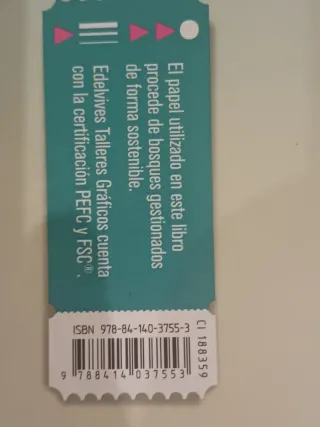 El papel utilizado en este libro
procede de bosques gestionados
de forma sostenible.
Edelvives Talleres Gráficos cuenta
con la certificación PEFC y FSC®.
ISBN 978-84-140-3755-3
9 788414 037553
CI 188359